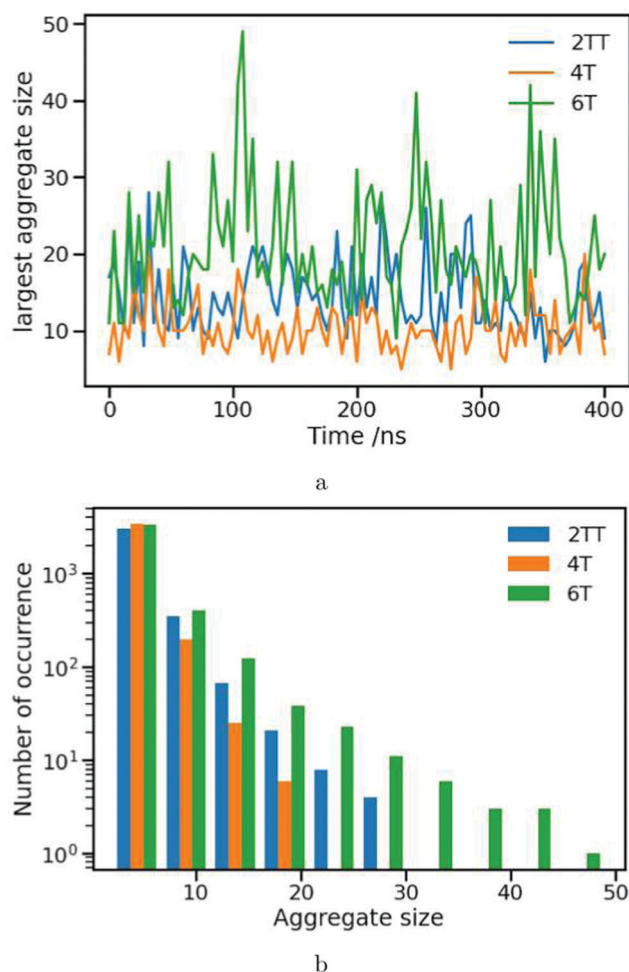 50
40
30
20
10
largest aggregate size
2TT
4T
6T
0
100
200
300
400
Time /ns
a
10³
10²
10¹
10⁰
Number of occurrence
2TT
4T
6T
10
20
30
40
50
Aggregate size
b